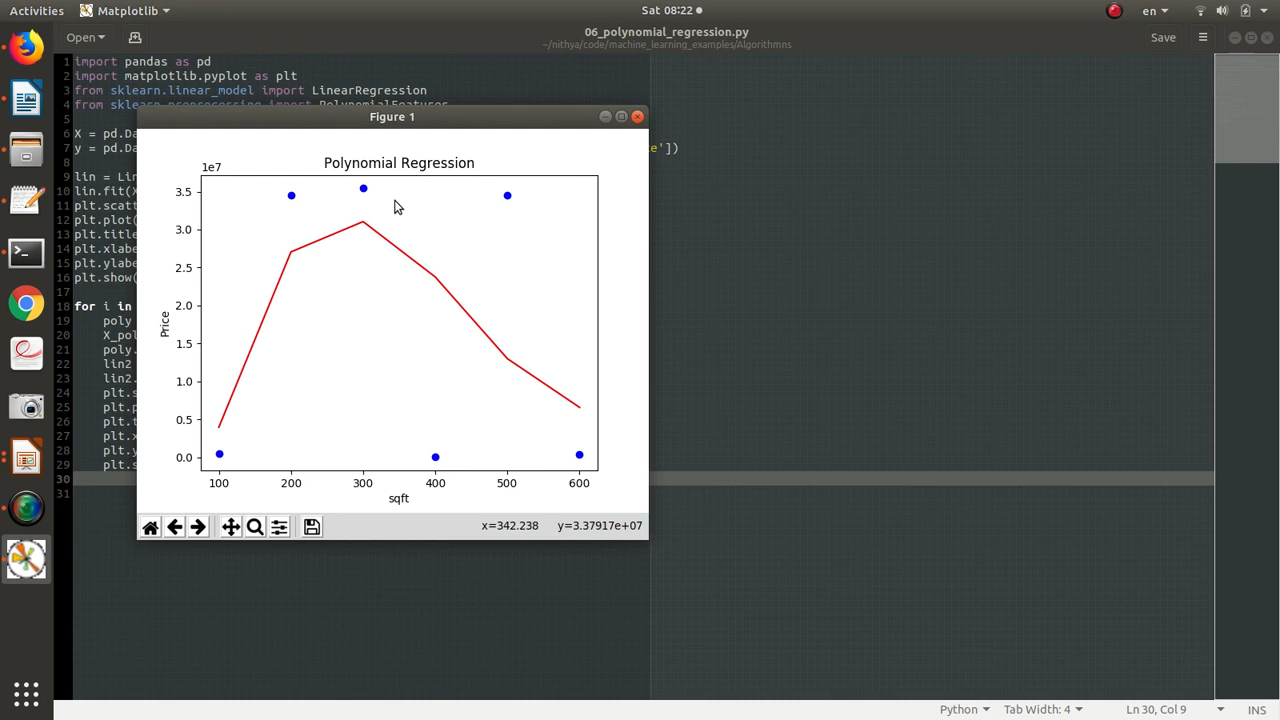 Activities Matplotlib Sat 08:22 en
Open 06_polynomial_regression.py Save
~/nithya/code/machine_learning_examples/Algorithmns
1 import pandas as pd
2 import matplotlib.pyplot as plt
3 from sklearn.linear_model import LinearRegression
4 from sklearn.preprocessing import PolynomialFeatures
5
6 X = pd.Da
7 y = pd.Da e'])
8
9 lin = Lin
10 lin.fit(X
11 plt.scatt
12 plt.plot(
13 plt.title
14 plt.xlabe
15 plt.ylabe
16 plt.show(
17
18 for i in
19 poly
20 X_pol
21 poly.
22 lin2
23 lin2.
24 plt.s
25 plt.p
26 plt.t
27 plt.x
28 plt.y
29 plt.s
30
31
Figure 1
Polynomial Regression
1e7
3.5
3.0
2.5
2.0
1.5
1.0
0.5
0.0
Price
100 200 300 400 500 600
sqft
x=342.238 y=3.37917e+07
Python Tab Width: 4 Ln 30, Col 9 INS